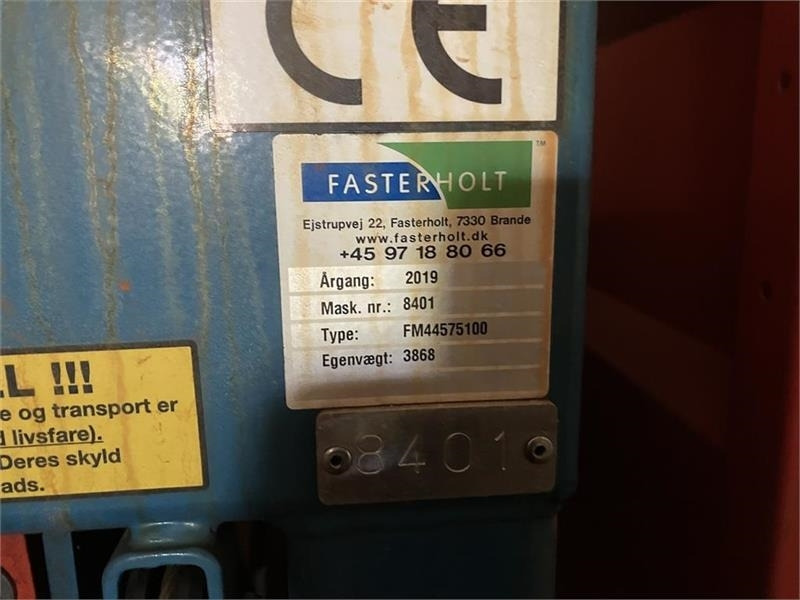 CE
FASTERHOLT
TM
Ejstrupvej 22, Fasterholt, 7330 Brande
www.fasterholt.dk
+45 97 18 80 66
Årgang: 2019
Mask. nr.: 8401
Type: FM44575100
Egenvægt: 3868
8401
!!!
e og transport er
livsfare).
Deres skyld
ads.